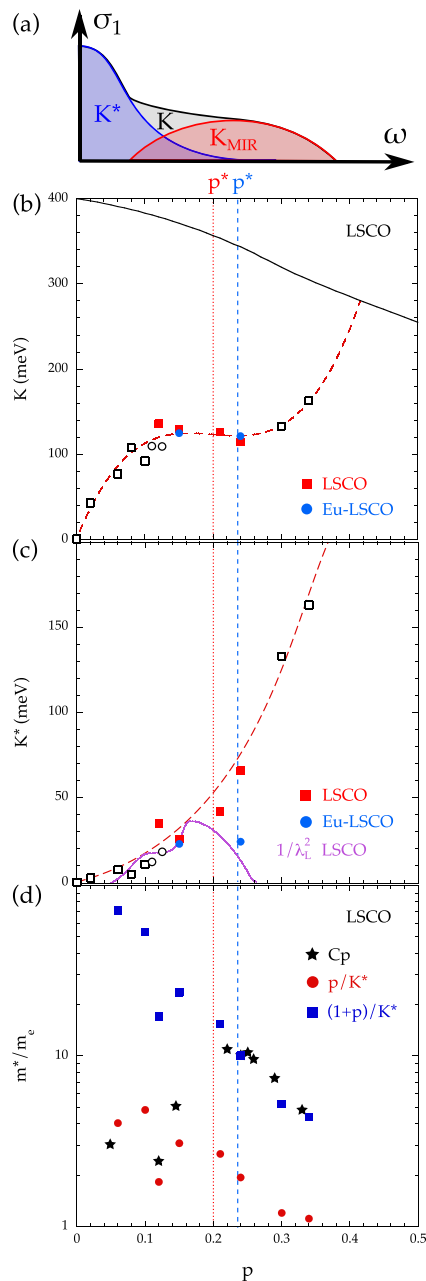 (a)
σ₁
K*
K
K_MIR
ω
p* p*
(b)
400
LSCO
300
K (meV)
200
100
LSCO
Eu-LSCO
0
(c)
150
K* (meV)
100
50
LSCO
Eu-LSCO
1/λ_L² LSCO
0
(d)
LSCO
Cp
p/K*
(1+p)/K*
m*/mₑ
10
1
0 0.1 0.2 0.3 0.4 0.5
p